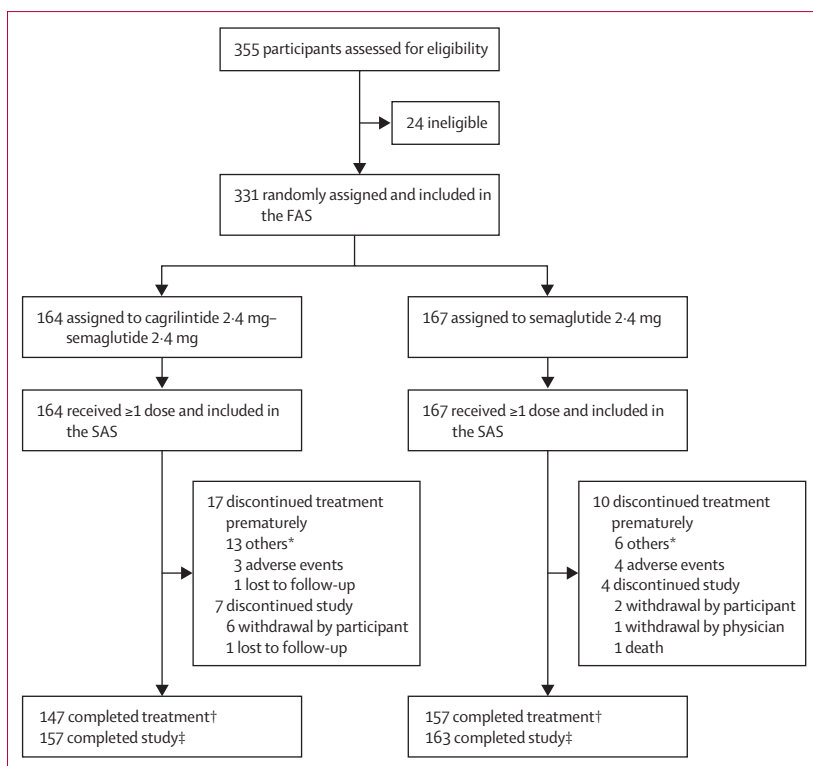 355 participants assessed for eligibility
24 ineligible
331 randomly assigned and included in
the FAS
164 assigned to cagrilintide 2·4 mg–
semaglutide 2·4 mg
167 assigned to semaglutide 2·4 mg
164 received ≥1 dose and included in
the SAS
167 received ≥1 dose and included in
the SAS
17 discontinued treatment
prematurely
13 others*
3 adverse events
1 lost to follow-up
7 discontinued study
6 withdrawal by participant
1 lost to follow-up
10 discontinued treatment
prematurely
6 others*
4 adverse events
4 discontinued study
2 withdrawal by participant
1 withdrawal by physician
1 death
147 completed treatment†
157 completed study‡
157 completed treatment†
163 completed study‡